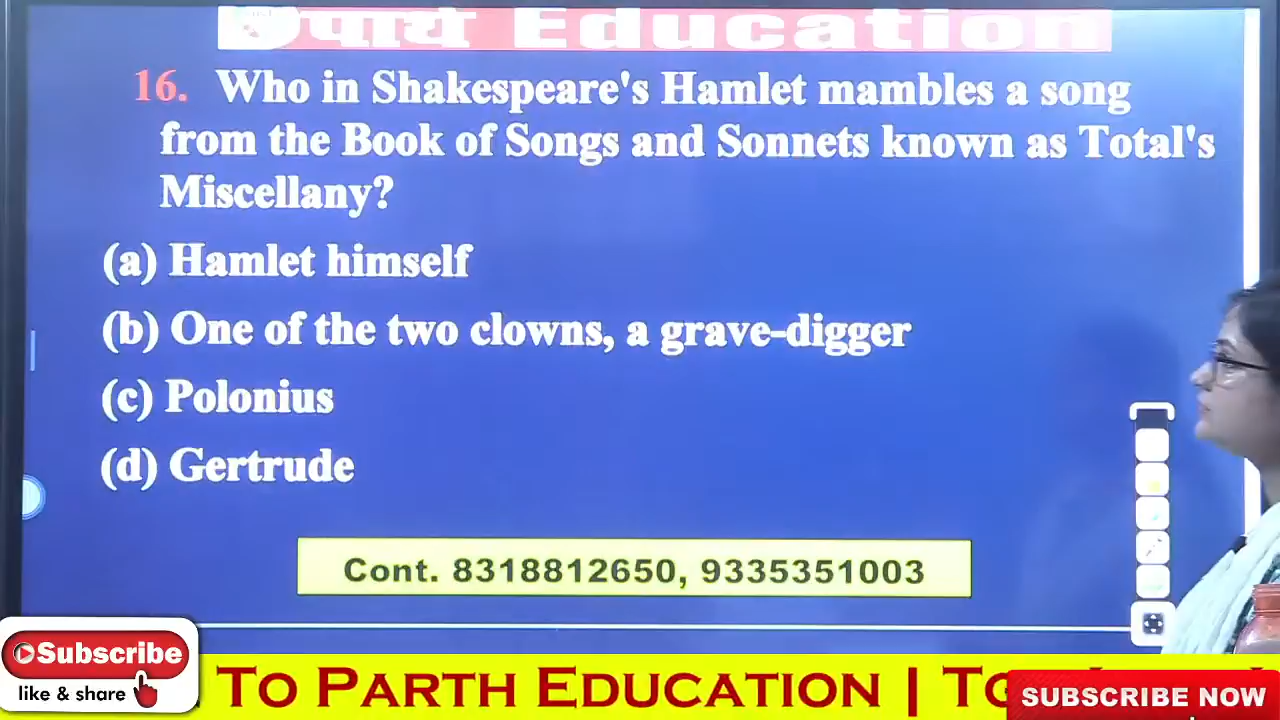 पार्थ Education
16. Who in Shakespeare's Hamlet mambles a song
from the Book of Songs and Sonnets known as Total's
Miscellany?
(a) Hamlet himself
(b) One of the two clowns, a grave-digger
(c) Polonius
(d) Gertrude
Cont. 8318812650, 9335351003
Subscribe
like & share
To Parth Education |
SUBSCRIBE NOW